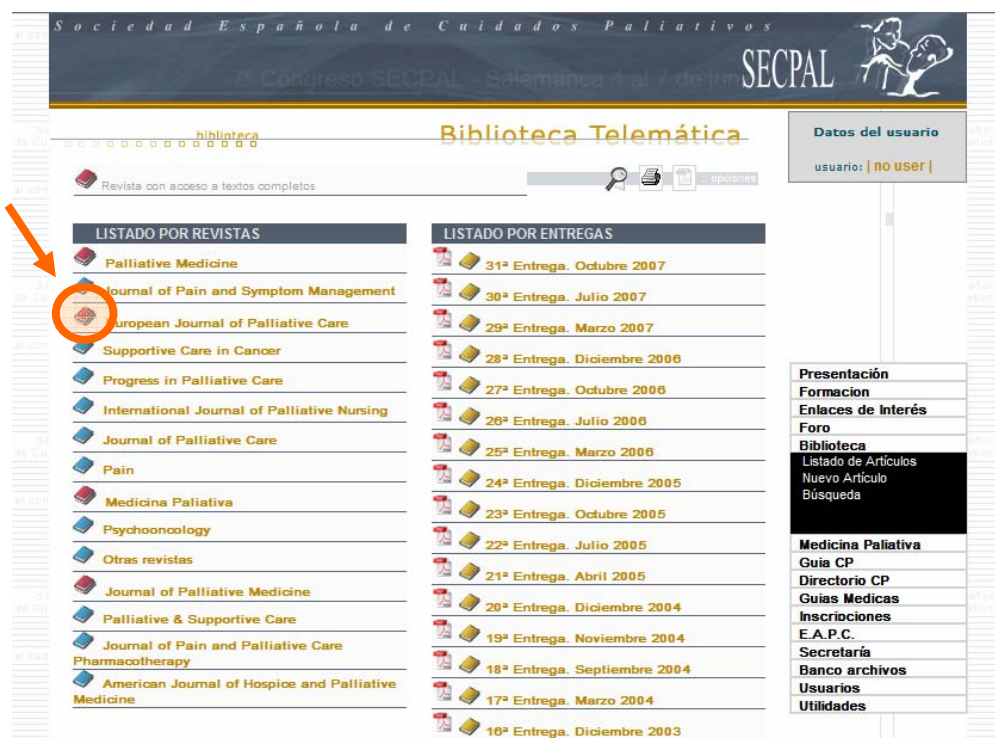 Sociedad Española de Cuidados Paliativos
7º Congreso SECPAL - Salamanca 4 al 7 de jun
SECPAL
biblioteca
Biblioteca Telemática
Datos del usuario
usuario: | no user |
Revista con acceso a textos completos
:: opciones
LISTADO POR REVISTAS
Palliative Medicine
Journal of Pain and Symptom Management
European Journal of Palliative Care
Supportive Care in Cancer
Progress in Palliative Care
International Journal of Palliative Nursing
Journal of Palliative Care
Pain
Medicina Paliativa
Psychooncology
Otras revistas
Journal of Palliative Medicine
Palliative & Supportive Care
Journal of Pain and Palliative Care
Pharmacotherapy
American Journal of Hospice and Palliative
Medicine
LISTADO POR ENTREGAS
31ª Entrega. Octubre 2007
30ª Entrega. Julio 2007
29ª Entrega. Marzo 2007
28ª Entrega. Diciembre 2006
27ª Entrega. Octubre 2006
26ª Entrega. Julio 2006
25ª Entrega. Marzo 2006
24ª Entrega. Diciembre 2005
23ª Entrega. Octubre 2005
22ª Entrega. Julio 2005
21ª Entrega. Abril 2005
20ª Entrega. Diciembre 2004
19ª Entrega. Noviembre 2004
18ª Entrega. Septiembre 2004
17ª Entrega. Marzo 2004
16ª Entrega. Diciembre 2003
Presentación
Formacion
Enlaces de Interés
Foro
Biblioteca
Listado de Artículos
Nuevo Artículo
Búsqueda
Medicina Paliativa
Guia CP
Directorio CP
Guias Medicas
Inscripciones
E.A.P.C.
Secretaría
Banco archivos
Usuarios
Utilidades